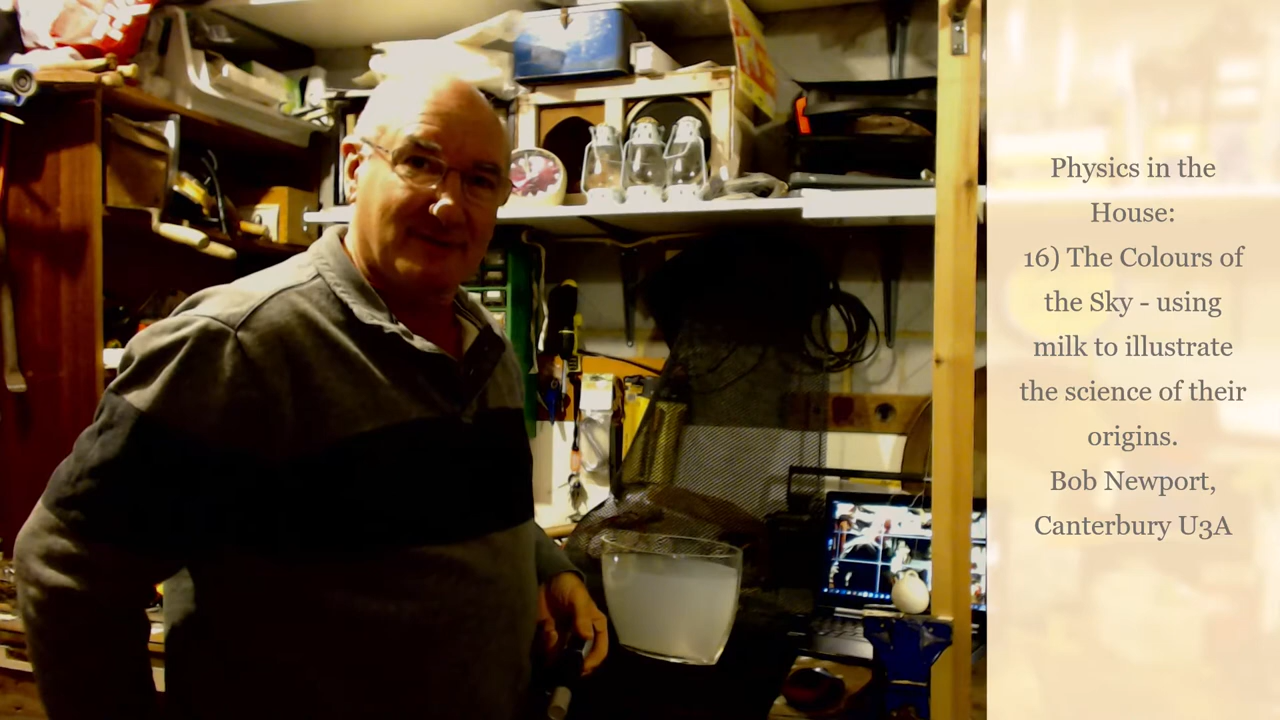 Physics in the
House:
16) The Colours of
the Sky - using
milk to illustrate
the science of their
origins.
Bob Newport,
Canterbury U3A